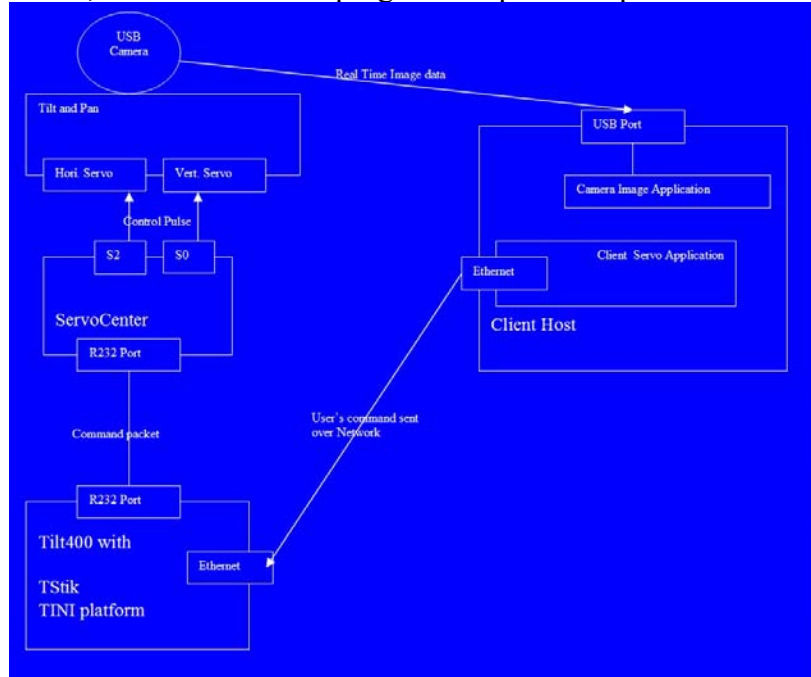 USB
Camera
Real Time Image data
Tilt and Pan
USB Port
Hori. Servo
Vert. Servo
Camera Image Application
Control Pulse
S2
S0
Client Servo Application
Ethernet
ServoCenter
Client Host
R232 Port
User's command sent
over Network
Command packet
R232 Port
Tilt400 with
Ethernet
TStik
TINI platform